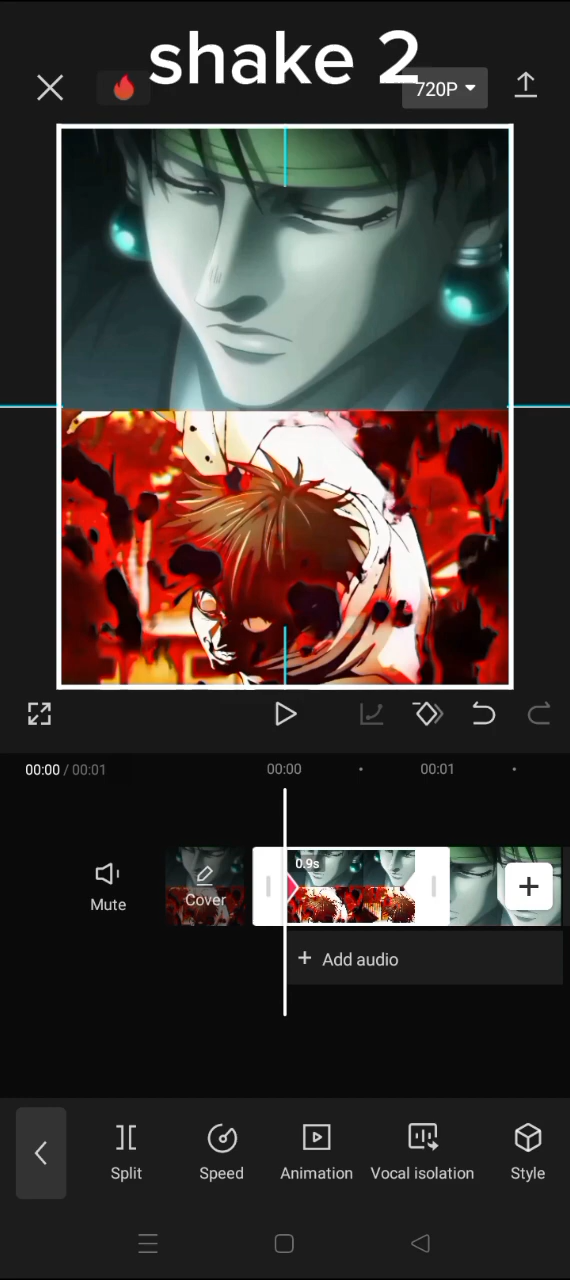 shake 2
720P
00:00 / 00:01
00:00
00:01
0.9s
Mute
Cover
+ Add audio
Split
Speed
Animation
Vocal isolation
Style